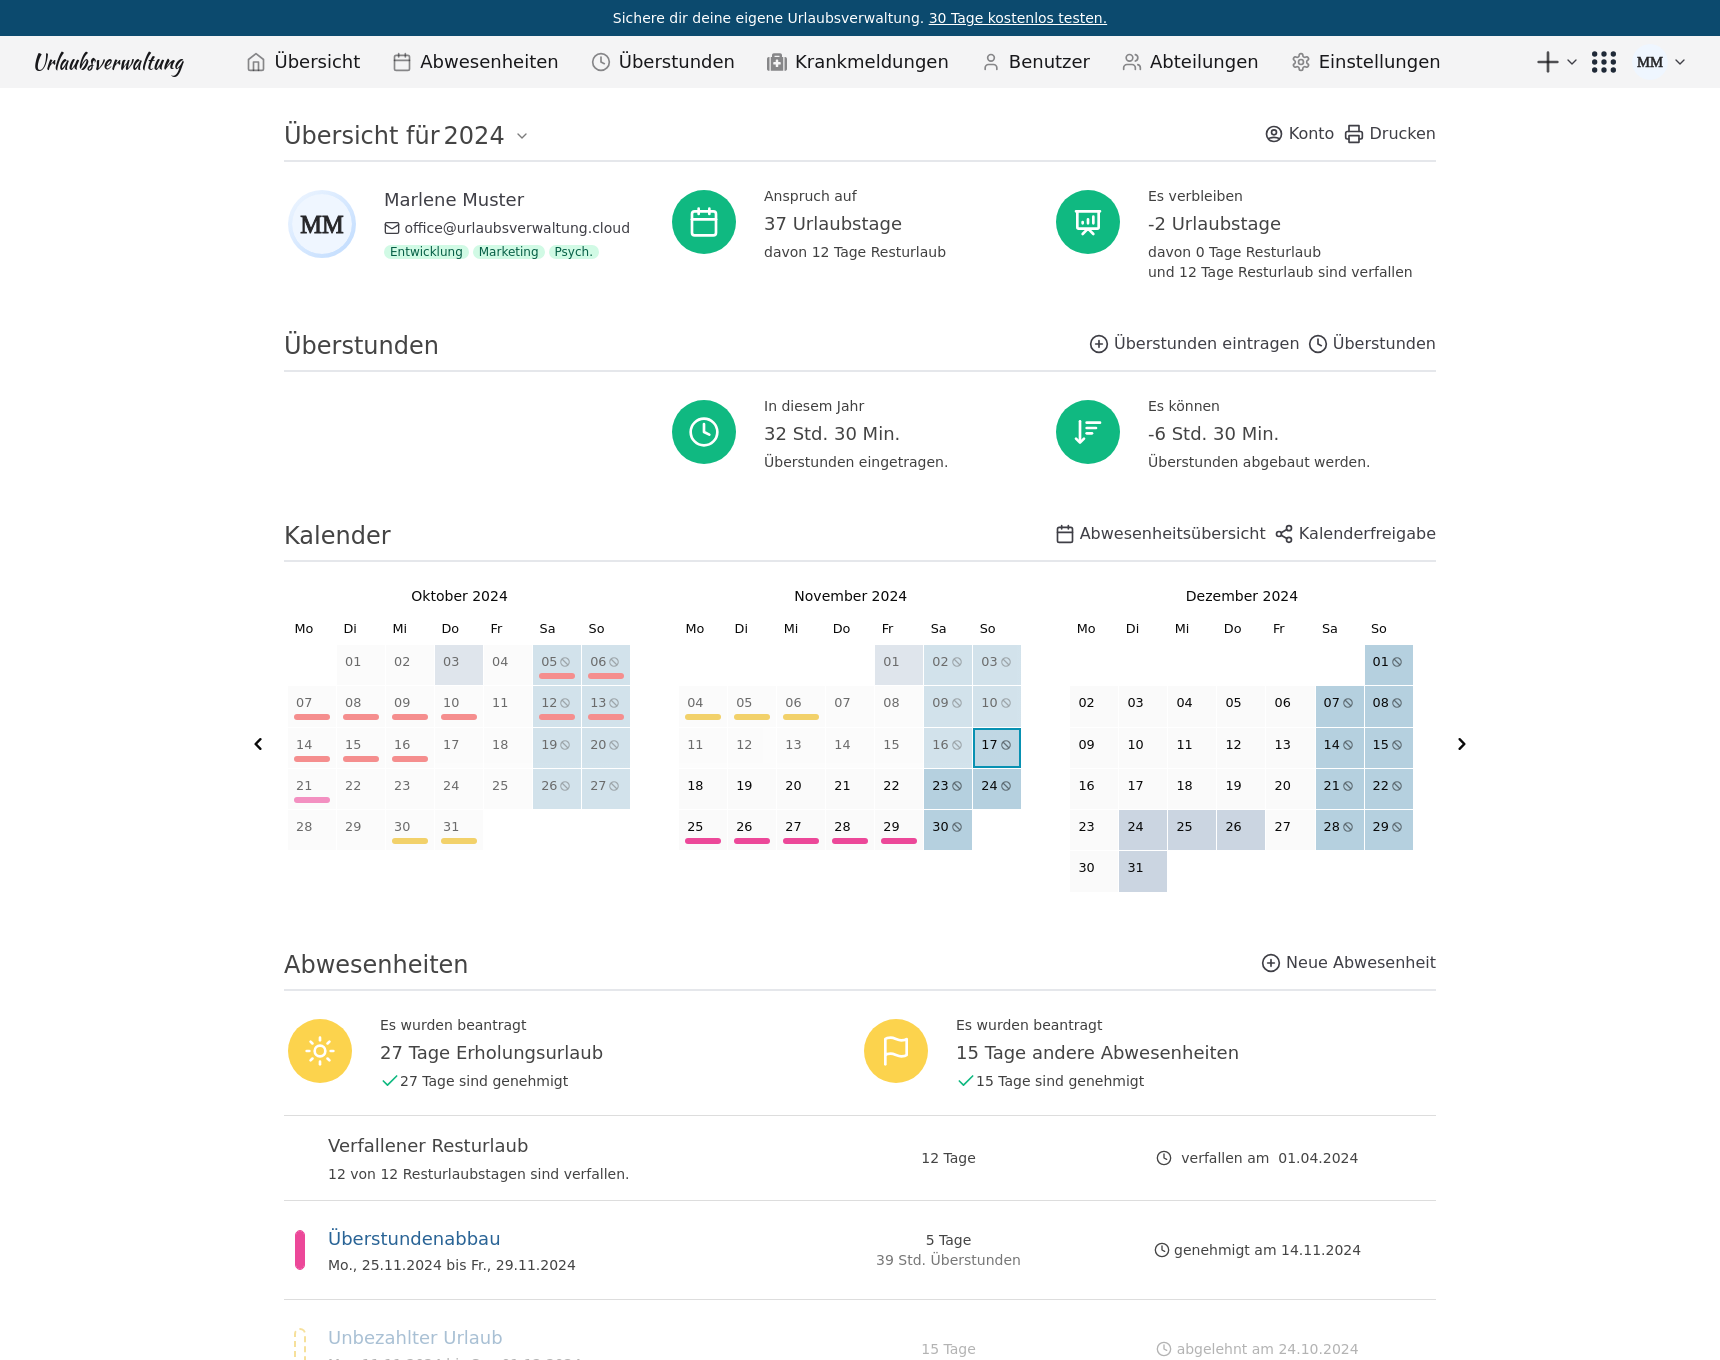 Sichere dir deine eigene Urlaubsverwaltung. 30 Tage kostenlos testen.
Urlaubsverwaltung Übersicht Abwesenheiten Überstunden Krankmeldungen Benutzer Abteilungen Einstellungen MM
Übersicht für 2024 Konto Drucken
MM
Marlene Muster
office@urlaubsverwaltung.cloud
Entwicklung Marketing Psych.
Anspruch auf
37 Urlaubstage
davon 12 Tage Resturlaub
Es verbleiben
-2 Urlaubstage
davon 0 Tage Resturlaub
und 12 Tage Resturlaub sind verfallen
Überstunden Überstunden eintragen Überstunden
In diesem Jahr
32 Std. 30 Min.
Überstunden eingetragen.
Es können
-6 Std. 30 Min.
Überstunden abgebaut werden.
Kalender Abwesenheitsübersicht Kalenderfreigabe
Oktober 2024
Mo Di Mi Do Fr Sa So
01 02 03 04 05 06
07 08 09 10 11 12 13
14 15 16 17 18 19 20
21 22 23 24 25 26 27
28 29 30 31
November 2024
Mo Di Mi Do Fr Sa So
01 02 03
04 05 06 07 08 09 10
11 12 13 14 15 16 17
18 19 20 21 22 23 24
25 26 27 28 29 30
Dezember 2024
Mo Di Mi Do Fr Sa So
01
02 03 04 05 06 07 08
09 10 11 12 13 14 15
16 17 18 19 20 21 22
23 24 25 26 27 28 29
30 31
Abwesenheiten Neue Abwesenheit
Es wurden beantragt
27 Tage Erholungsurlaub
27 Tage sind genehmigt
Es wurden beantragt
15 Tage andere Abwesenheiten
15 Tage sind genehmigt
Verfallener Resturlaub
12 von 12 Resturlaubstagen sind verfallen.
12 Tage
verfallen am 01.04.2024
Überstundenabbau
Mo., 25.11.2024 bis Fr., 29.11.2024
5 Tage
39 Std. Überstunden
genehmigt am 14.11.2024
Unbezahlter Urlaub
15 Tage
abgelehnt am 24.10.2024